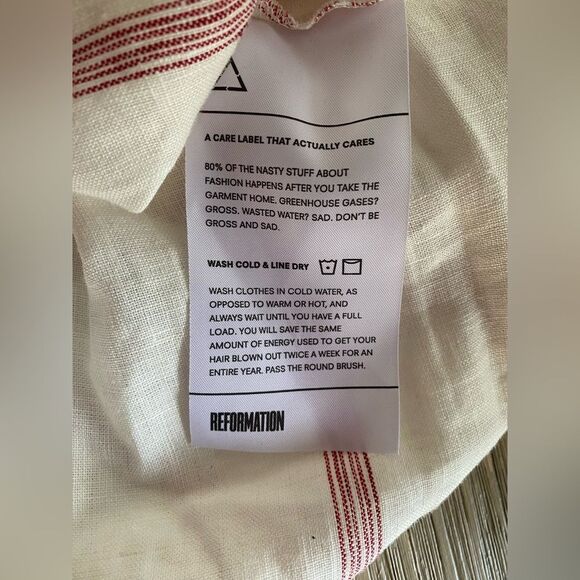 A CARE LABEL THAT ACTUALLY CARES
80% OF THE NASTY STUFF ABOUT
FASHION HAPPENS AFTER YOU TAKE THE
GARMENT HOME. GREENHOUSE GASES?
GROSS. WASTED WATER? SAD. DON'T BE
GROSS AND SAD.
WASH COLD & LINE DRY
WASH CLOTHES IN COLD WATER, AS
OPPOSED TO WARM OR HOT, AND
ALWAYS WAIT UNTIL YOU HAVE A FULL
LOAD. YOU WILL SAVE THE SAME
AMOUNT OF ENERGY USED TO GET YOUR
HAIR BLOWN OUT TWICE A WEEK FOR AN
ENTIRE YEAR. PASS THE ROUND BRUSH.
REFORMATION